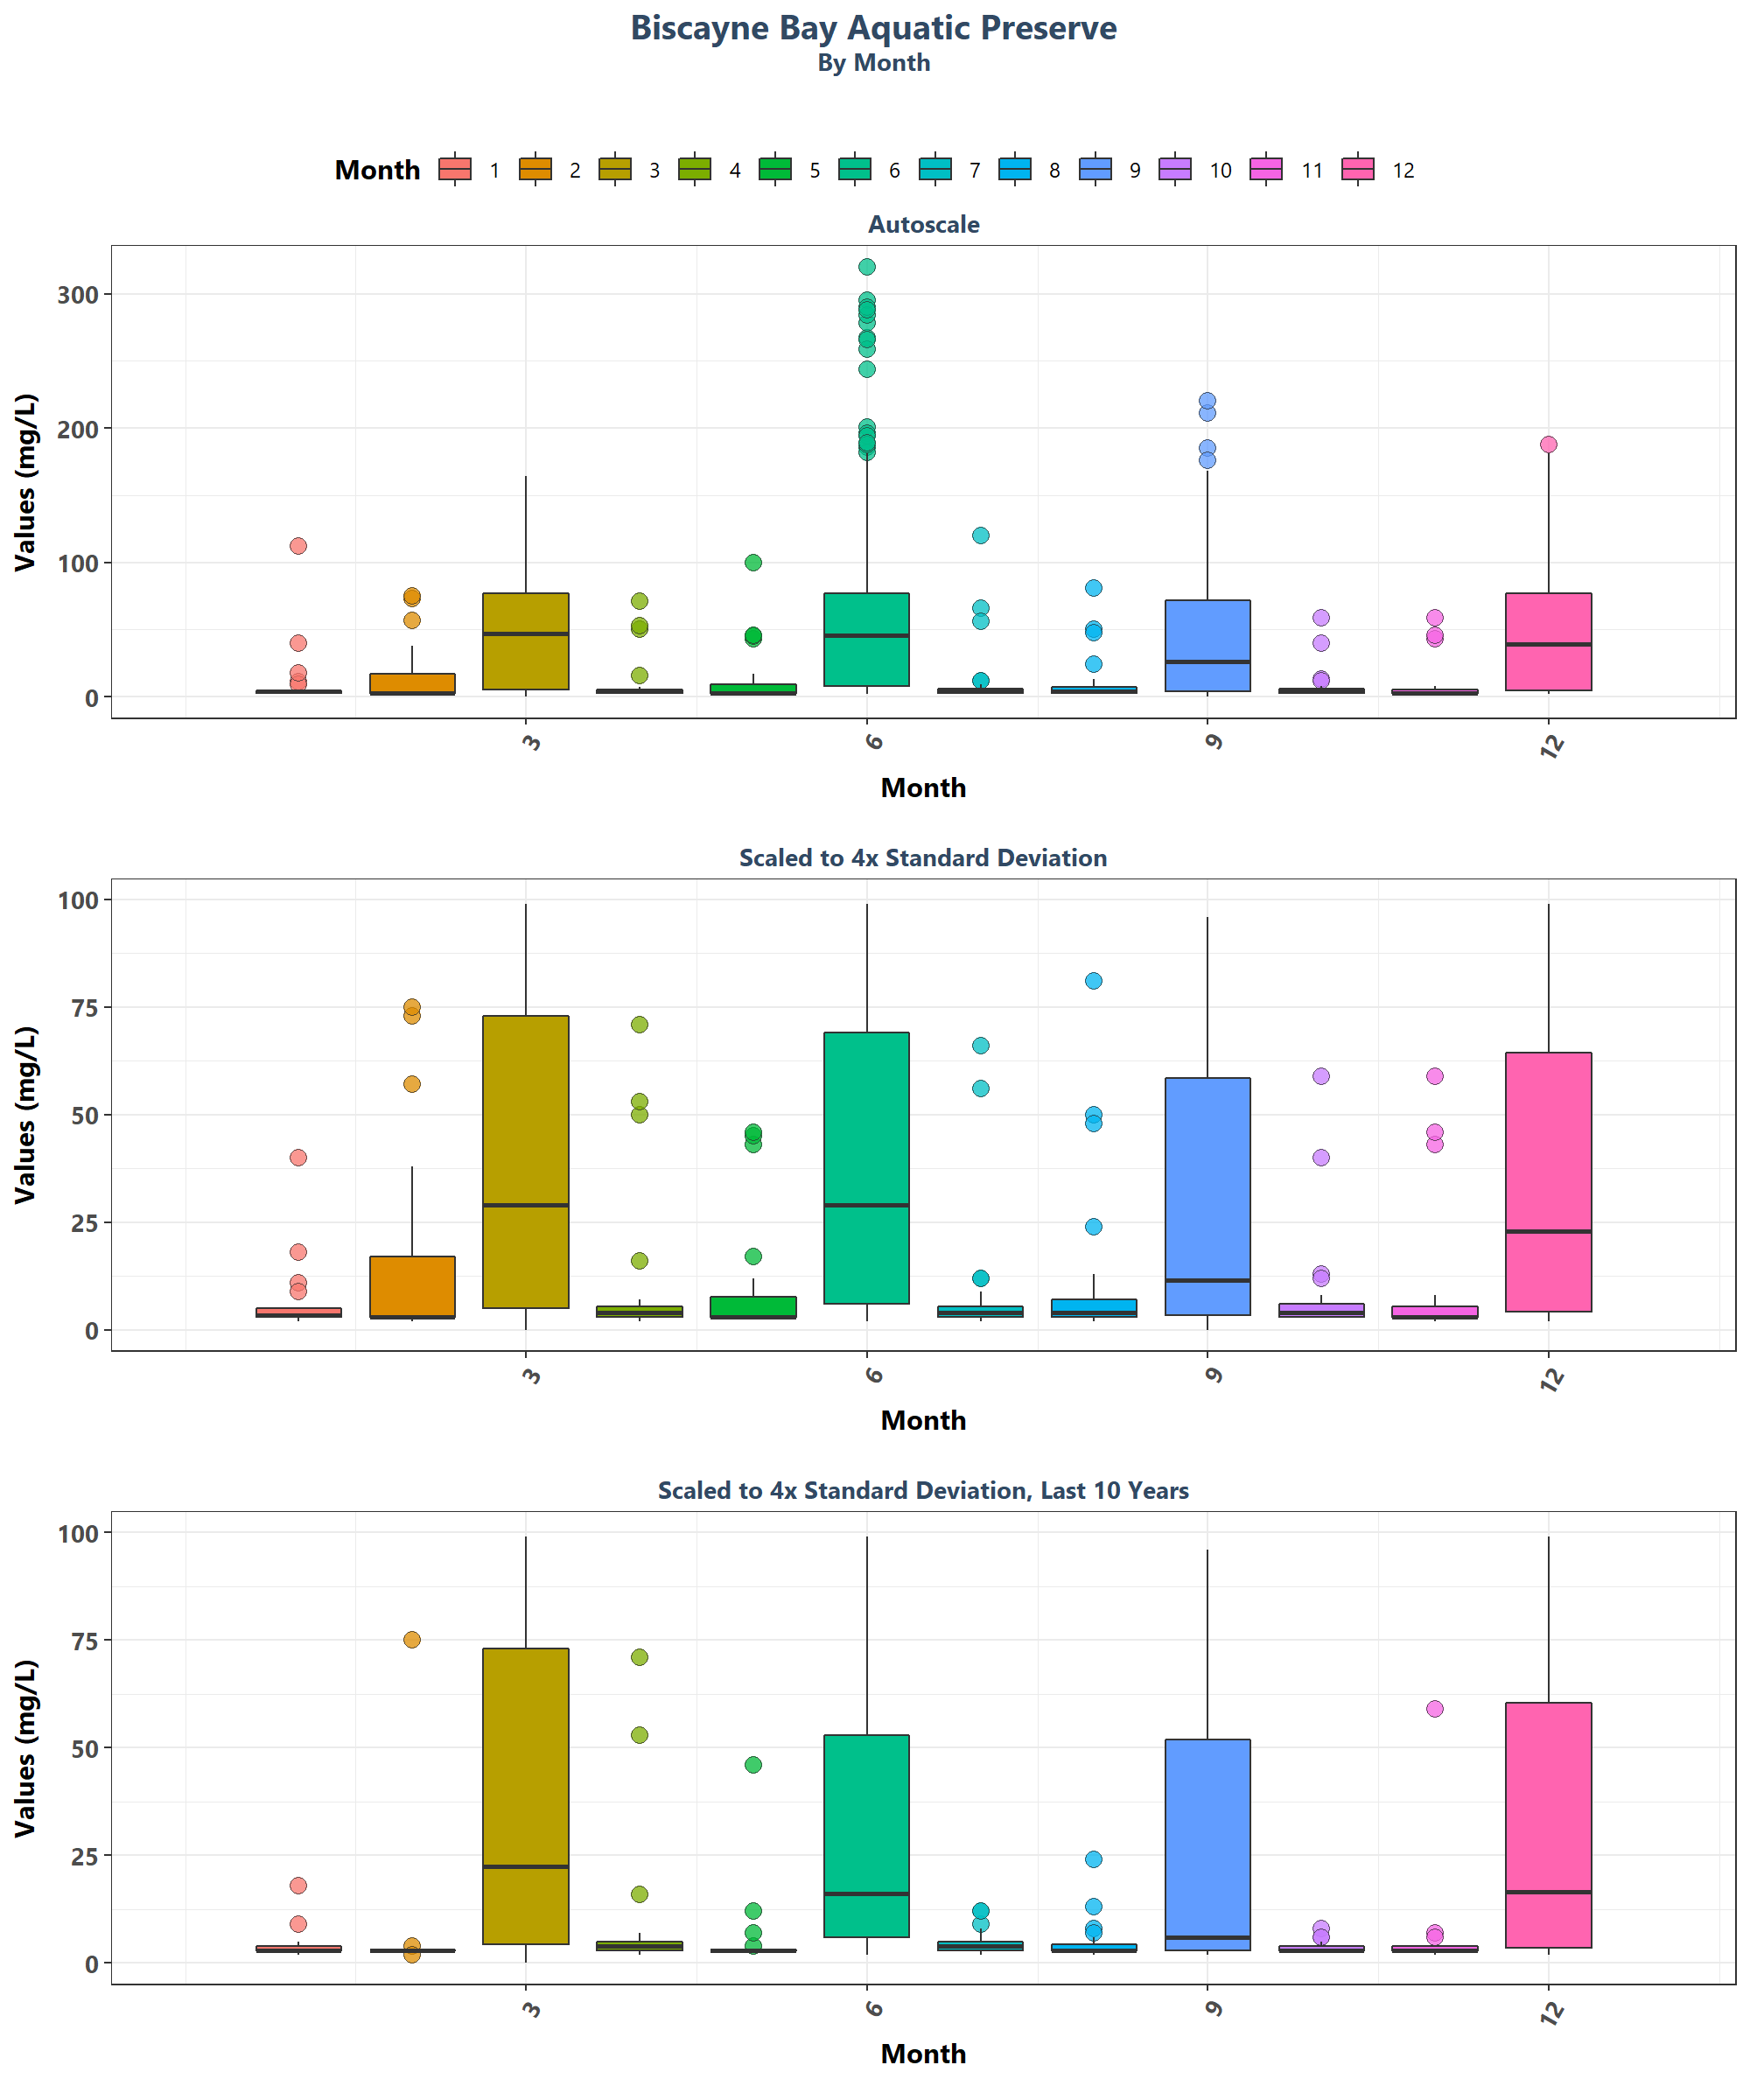 Biscayne Bay Aquatic Preserve
By Month
Month 1 2 3 4 5 6 7 8 9 10 11 12
Autoscale
Values (mg/L)
300
200
100
0
3 6 9 12
Month
Scaled to 4x Standard Deviation
Values (mg/L)
100
75
50
25
0
3 6 9 12
Month
Scaled to 4x Standard Deviation, Last 10 Years
Values (mg/L)
100
75
50
25
0
3 6 9 12
Month